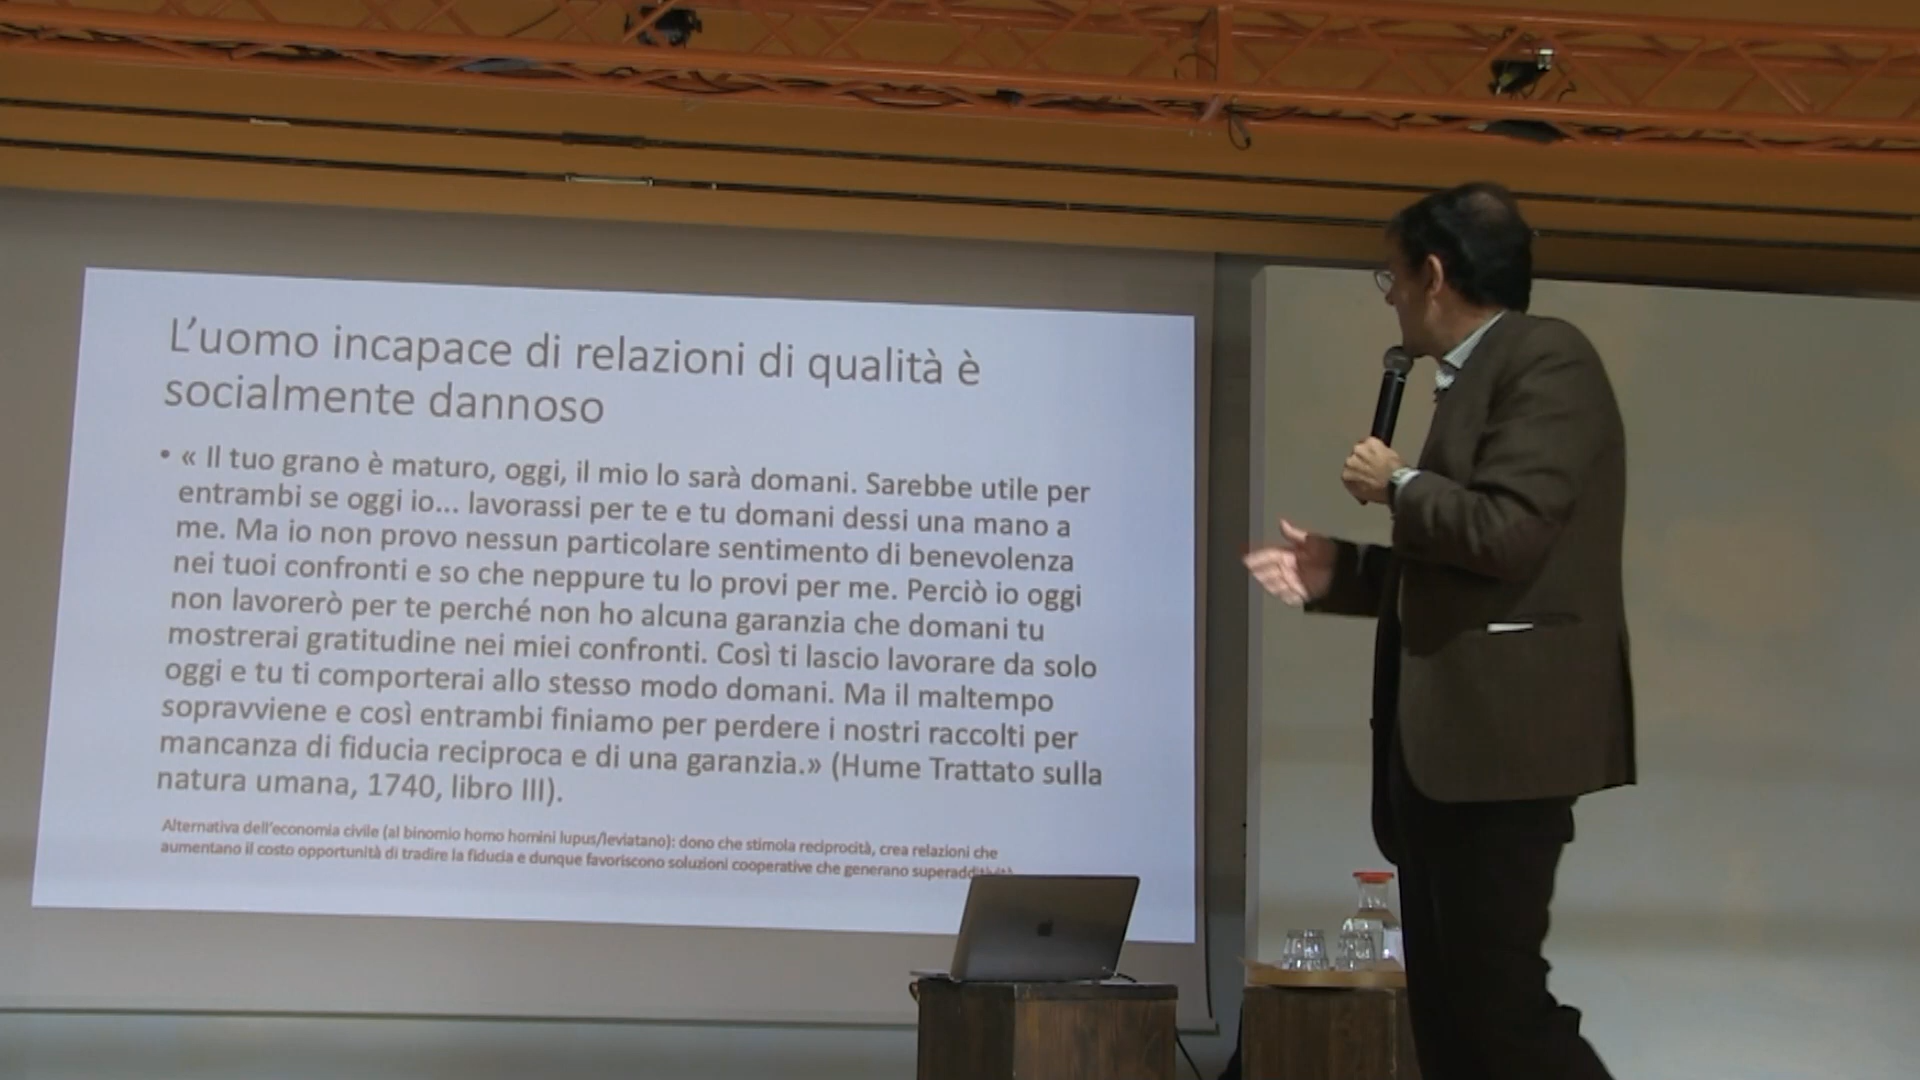 L'uomo incapace di relazioni di qualità è
socialmente dannoso
• « Il tuo grano è maturo, oggi, il mio lo sarà domani. Sarebbe utile per
entrambi se oggi io... lavorassi per te e tu domani dessi una mano a
me. Ma io non provo nessun particolare sentimento di benevolenza
nei tuoi confronti e so che neppure tu lo provi per me. Perciò io oggi
non lavorerò per te perché non ho alcuna garanzia che domani tu
mostrerai gratitudine nei miei confronti. Così ti lascio lavorare da solo
oggi e tu ti comporterai allo stesso modo domani. Ma il maltempo
sopravviene e così entrambi finiamo per perdere i nostri raccolti per
mancanza di fiducia reciproca e di una garanzia.» (Hume Trattato sulla
natura umana, 1740, libro III).
Alternativa dell'economia civile (al binomio homo homini lupus/leviatano): dono che stimola reciprocità, crea relazioni che
aumentano il costo opportunità di tradire la fiducia e dunque favoriscono soluzioni cooperative che generano